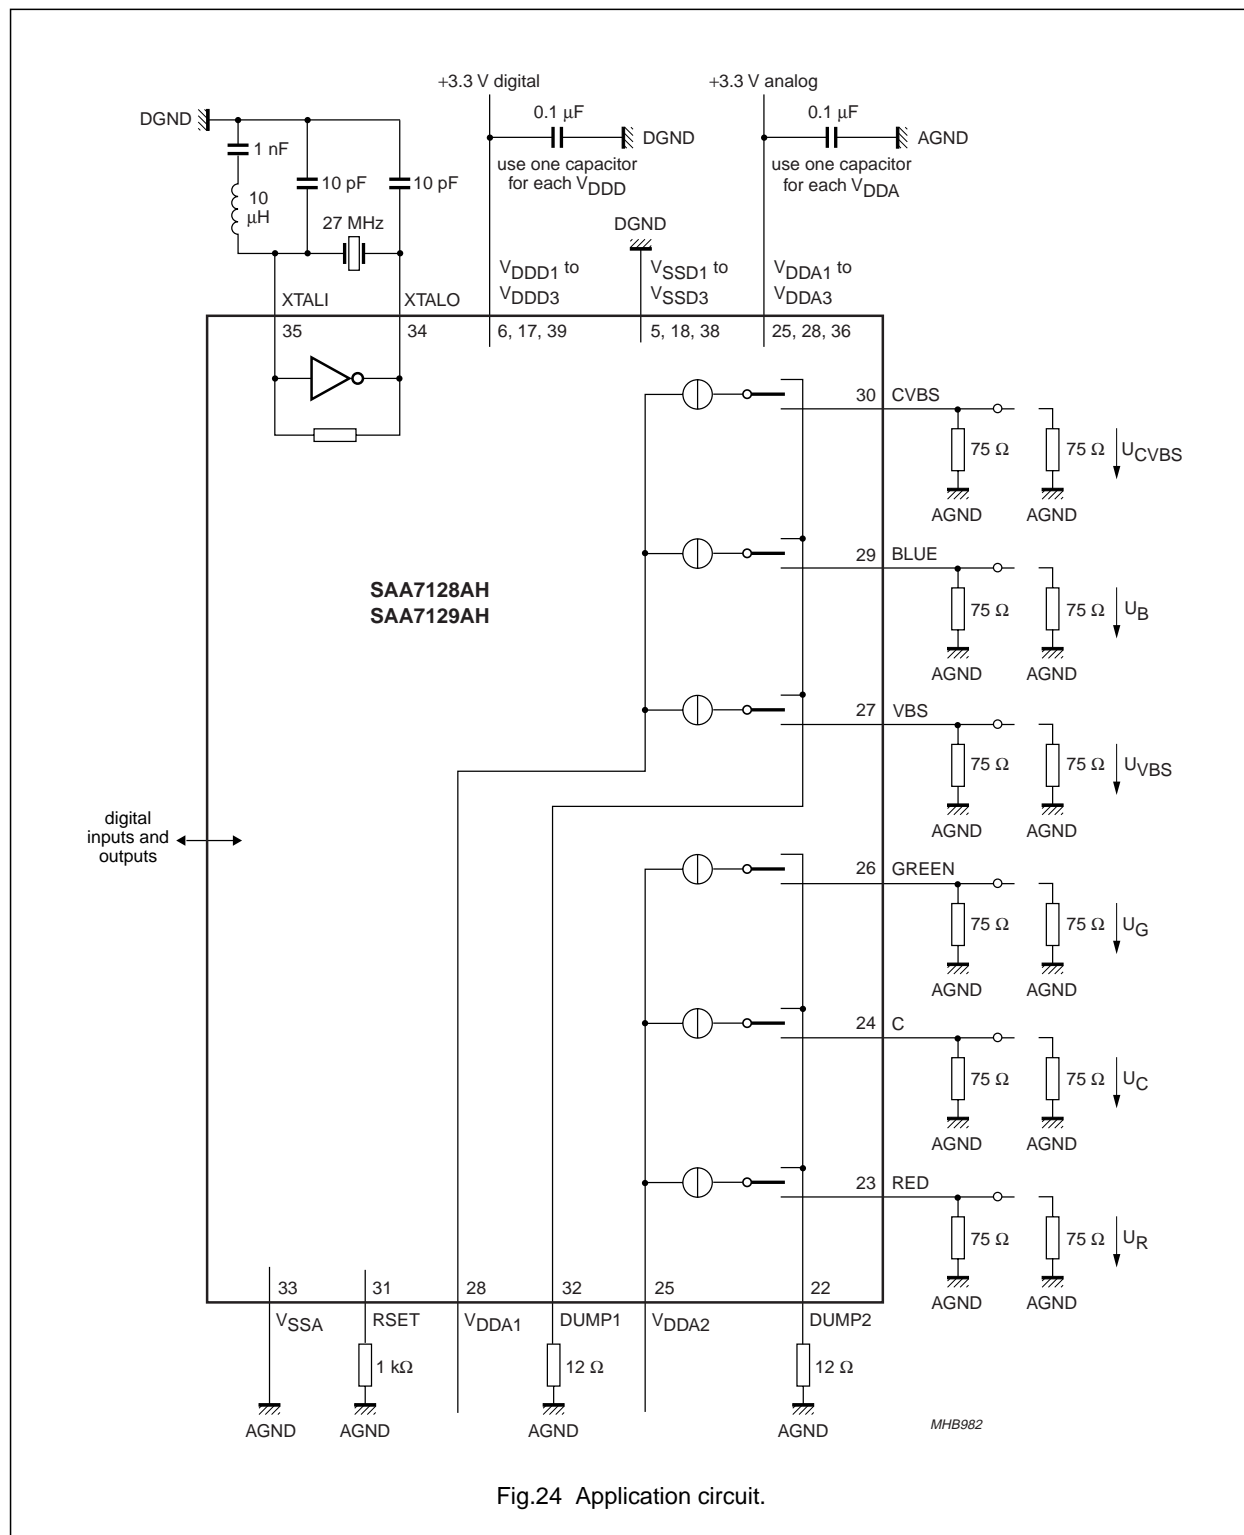 +3.3 V digital
+3.3 V analog
DGND
0.1 μF
DGND
0.1 μF
AGND
1 nF
use one capacitor
for each VDDD
use one capacitor
for each VDDA
10 pF
10 pF
10
μH
27 MHz
DGND
VDDD1 to
VDDD3
VSSD1 to
VSSD3
VDDA1 to
VDDA3
XTALI
XTALO
35
34
6, 17, 39
5, 18, 38
25, 28, 36
30
CVBS
75 Ω
75 Ω
UCVBS
AGND
AGND
29
BLUE
SAA7128AH
SAA7129AH
75 Ω
75 Ω
UB
AGND
AGND
27
VBS
75 Ω
75 Ω
UVBS
AGND
AGND
digital
inputs and
outputs
26
GREEN
75 Ω
75 Ω
UG
AGND
AGND
24
C
75 Ω
75 Ω
UC
AGND
AGND
23
RED
75 Ω
75 Ω
UR
AGND
AGND
33
31
28
32
25
22
VSSA
RSET
VDDA1
DUMP1
VDDA2
DUMP2
1 kΩ
12 Ω
12 Ω
AGND
AGND
AGND
AGND
MHB982
Fig.24 Application circuit.